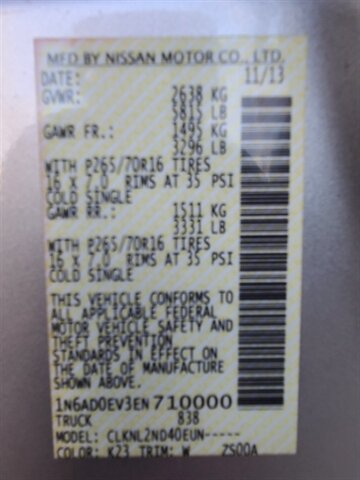 MFD BY NISSAN MOTOR CO., LTD.
DATE: 11/13
GVWR: 2638 KG
5815 LB
GAWR FR.: 1495 KG
3296 LB
WITH P265/70R16 TIRES
16 X 7.0 RIMS AT 35 PSI
COLD SINGLE
GAWR RR.: 1511 KG
3331 LB
WITH P265/70R16 TIRES
16 X 7.0 RIMS AT 35 PSI
COLD SINGLE
THIS VEHICLE CONFORMS TO
ALL APPLICABLE FEDERAL
MOTOR VEHICLE SAFETY AND
THEFT PREVENTION
STANDARDS IN EFFECT ON
THE DATE OF MANUFACTURE
SHOWN ABOVE.
1N6AD0EV3EN710000
TRUCK 838
MODEL: CLKNL2ND40EUN-----
COLOR: K23 TRIM: W ZS00A